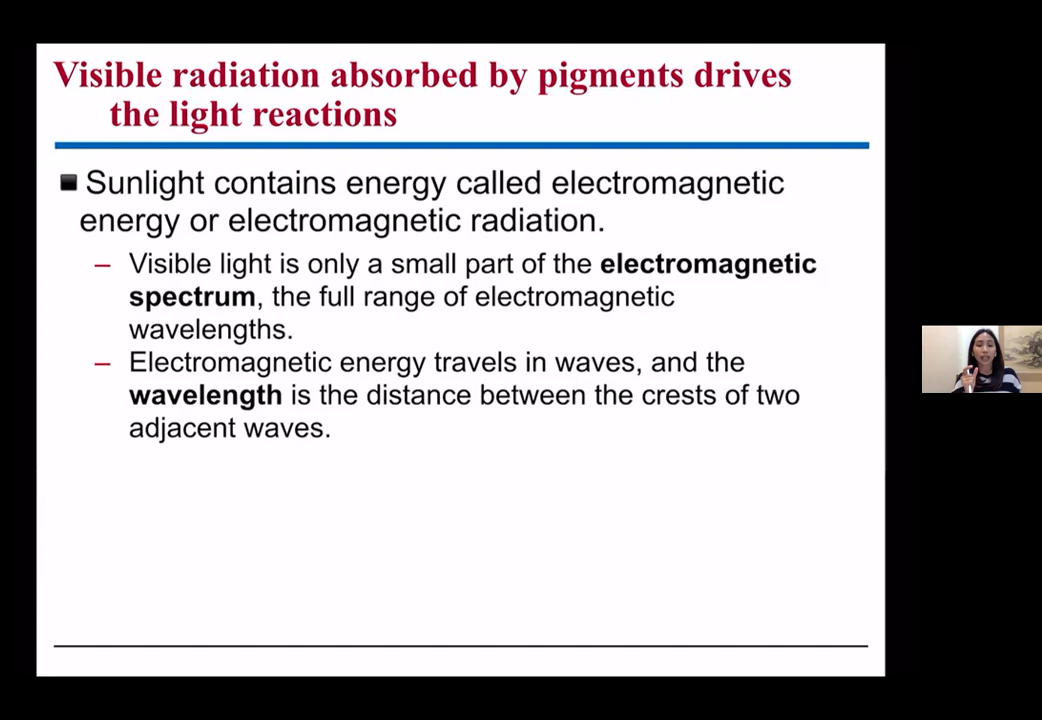 Visible radiation absorbed by pigments drives
the light reactions
Sunlight contains energy called electromagnetic
energy or electromagnetic radiation.
– Visible light is only a small part of the electromagnetic
spectrum, the full range of electromagnetic
wavelengths.
– Electromagnetic energy travels in waves, and the
wavelength is the distance between the crests of two
adjacent waves.